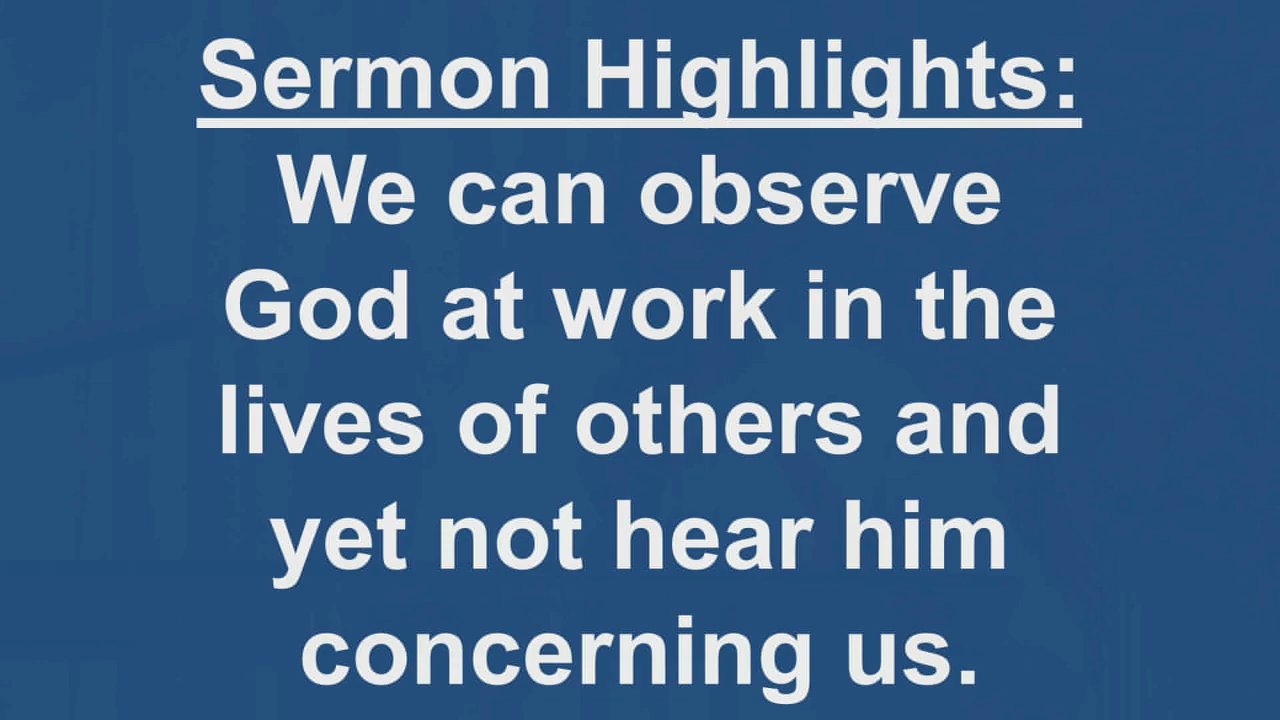 Sermon Highlights:
We can observe
God at work in the
lives of others and
yet not hear him
concerning us.